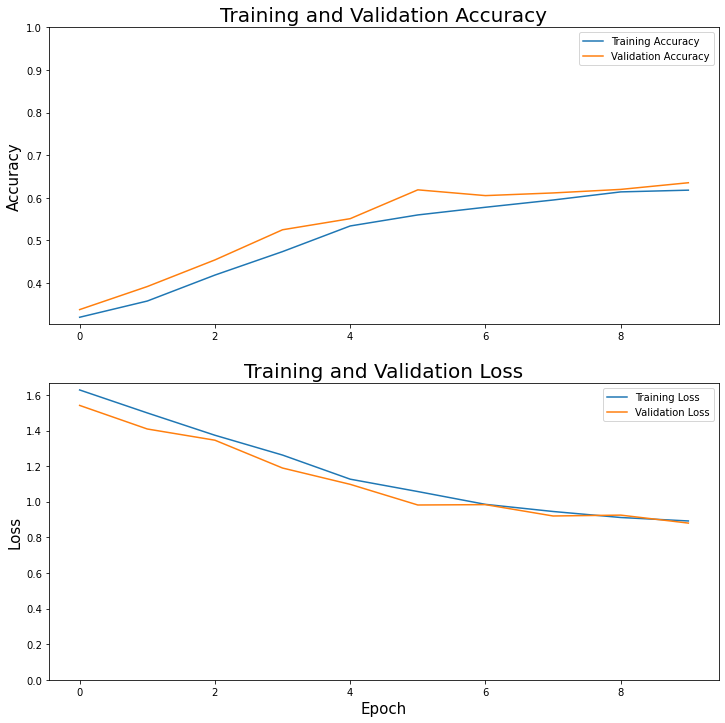 Training and Validation Accuracy
1.0
0.9
0.8
0.7
0.6
0.5
0.4
Accuracy
Training Accuracy
Validation Accuracy
0 2 4 6 8
Training and Validation Loss
1.6
1.4
1.2
1.0
0.8
0.6
0.4
0.2
0.0
Loss
Training Loss
Validation Loss
0 2 4 6 8
Epoch